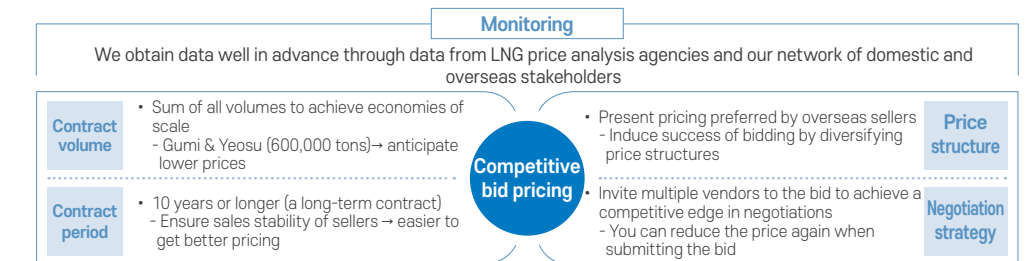 Monitoring
We obtain data well in advance through data from LNG price analysis agencies and our network of domestic and
overseas stakeholders
Contract
volume
• Sum of all volumes to achieve economies of
scale
- Gumi & Yeosu (600,000 tons)→ anticipate
lower prices
Contract
period
• 10 years or longer (a long-term contract)
- Ensure sales stability of sellers → easier to
get better pricing
Competitive
bid pricing
• Present pricing preferred by overseas sellers
- Induce success of bidding by diversifying
price structures
Price
structure
• Invite multiple vendors to the bid to achieve a
competitive edge in negotiations
- You can reduce the price again when
submitting the bid
Negotiation
strategy